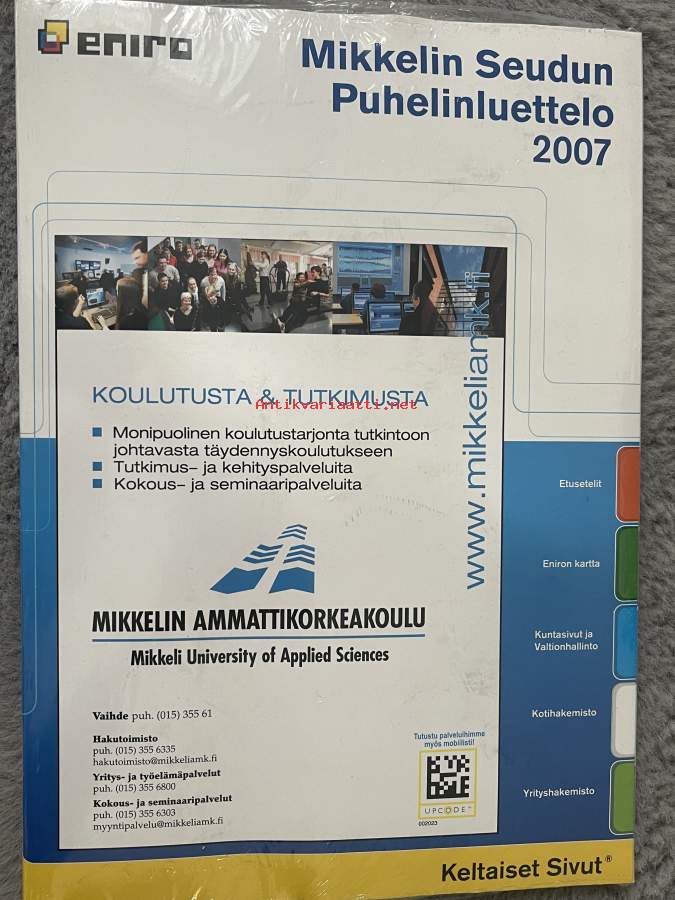 eniro
Mikkelin Seudun
Puhelinluettelo
2007
www.mikkeliamk.fi
KOULUTUSTA & TUTKIMUSTA
Antikvariaatti.net
Monipuolinen koulutustarjonta tutkintoon
johtavasta täydennyskoulutukseen
Tutkimus- ja kehityspalveluita
Kokous- ja seminaaripalveluita
MIKKELIN AMMATTIKORKEAKOULU
Mikkeli University of Applied Sciences
Vaihde puh. (015) 355 61
Hakutoimisto
puh. (015) 355 6335
hakutoimisto@mikkeliamk.fi
Yritys- ja työelämäpalvelut
puh. (015) 355 6800
Kokous- ja seminaaripalvelut
puh. (015) 355 6303
myyntipalvelu@mikkeliamk.fi
Tutustu palveluihimme
myös mobiilisti!
UPCODE™
002023
Etusetelit
Eniron kartta
Kuntasivut ja
Valtionhallinto
Kotihakemisto
Yrityshakemisto
Keltaiset Sivut®